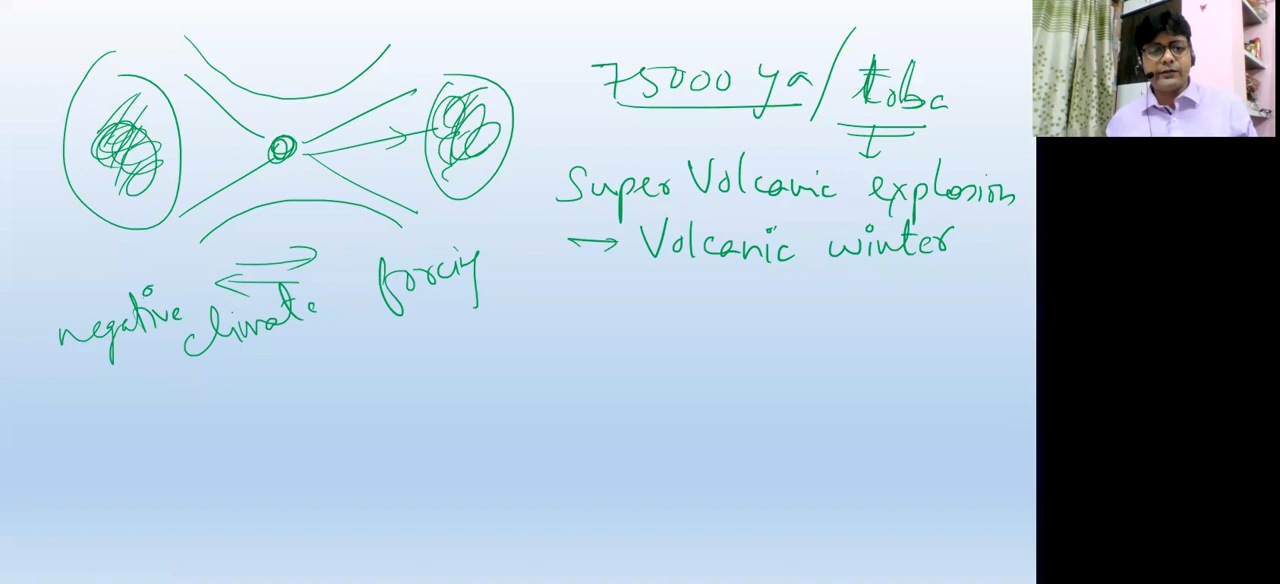 75000 ya / toba
Super Volcanic explosion
→ Volcanic winter
negative climate forcing